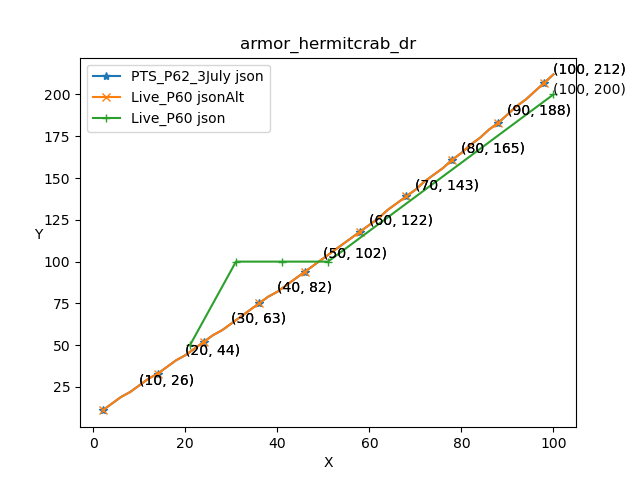 armor_hermitcrab_dr
PTS_P62_3July json
Live_P60 jsonAlt
Live_P60 json
Y
200
175
150
125
100
75
50
25
(100, 212)
(100, 200)
(90, 188)
(80, 165)
(70, 143)
(60, 122)
(50, 102)
(40, 82)
(30, 63)
(20, 44)
(10, 26)
0 20 40 60 80 100
X